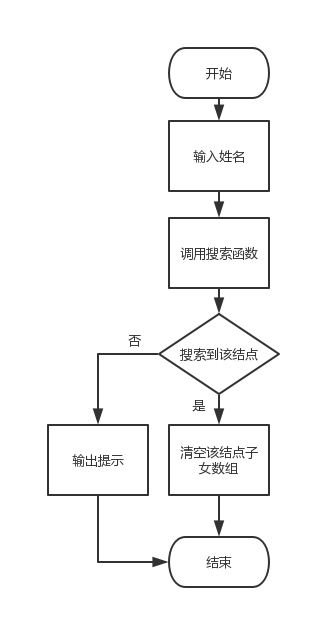 开始
输入姓名
调用搜索函数
搜索到该结点
否
是
输出提示
清空该结点子
女数组
结束